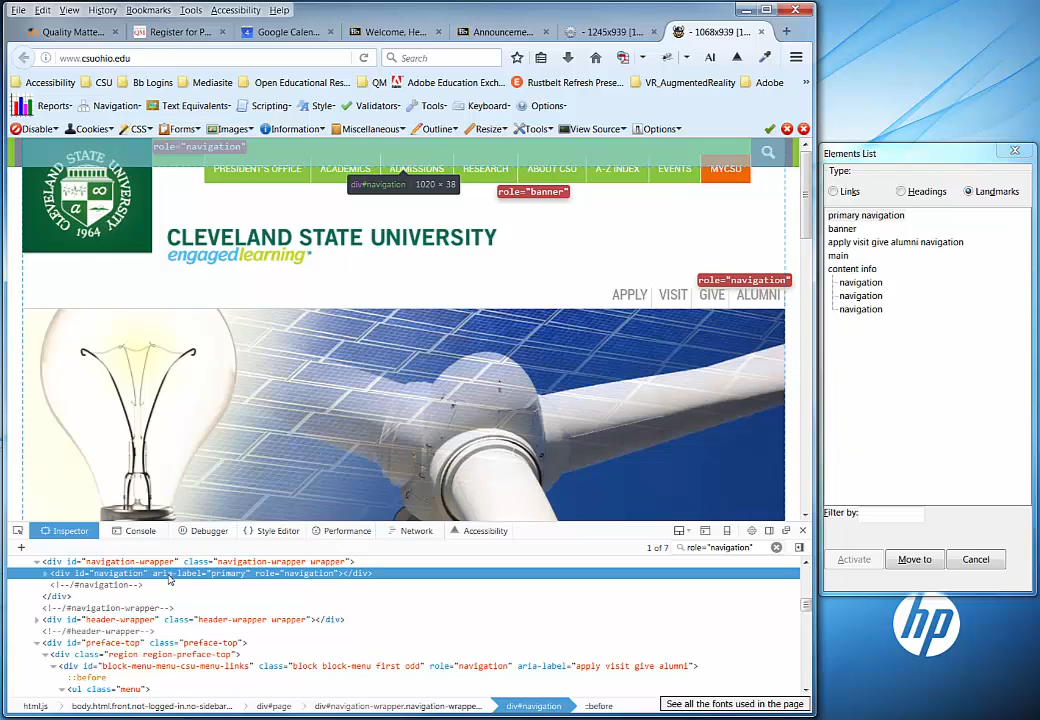 File Edit View History Bookmarks Tools Accessibility Help
Quality Matte... × QM Register for P... × 4 Google Calen... × Bb Welcome, He... × Bb Announceme... × - 1245x939 [1... × - 1068x939 [1... × +
www.csuohio.edu Search AI
Accessibility CSU Bb Logins Mediasite Open Educational Res... QM Adobe Education Exch... Rustbelt Refresh Prese... VR_AugmentedReality Adobe
Reports- Navigation- Text Equivalents- Scripting- Style- Validators- Tools- Keyboard- Options-
Disable Cookies CSS Forms Images Information Miscellaneous Outline Resize Tools View Source Options
role="navigation"
PRESIDENT'S OFFICE ACADEMICS ADMISSIONS RESEARCH ABOUT CSU A-Z INDEX EVENTS MYCSU
div#navigation 1020 × 38
role="banner"
CLEVELAND STATE UNIVERSITY 1964
CLEVELAND STATE UNIVERSITY
engagedlearning™
role="navigation"
APPLY VISIT GIVE ALUMNI
Inspector Console Debugger {} Style Editor Performance Network Accessibility
+ 1 of 7 role="navigation"
<div id="navigation-wrapper" class="navigation-wrapper wrapper">
<div id="navigation" aria-label="primary" role="navigation"></div>
<!--/#navigation-->
</div>
<!--/#navigation-wrapper-->
<div id="header-wrapper" class="header-wrapper wrapper"></div>
<!--/#header-wrapper-->
<div id="preface-top" class="preface-top">
<div class="region region-preface-top">
<div id="block-menu-menu-csu-menu-links" class="block block-menu first odd" role="navigation" aria-label="apply visit give alumni">
::before
<ul class="menu">
html.js body.html.front.not-logged-in.no-sidebar... div#page div#navigation-wrapper.navigation-wrappe... div#navigation ::before
See all the fonts used in the page
Elements List
Type:
Links Headings Landmarks
primary navigation
banner
apply visit give alumni navigation
main
content info
navigation
navigation
navigation
Filter by:
Activate Move to Cancel
hp